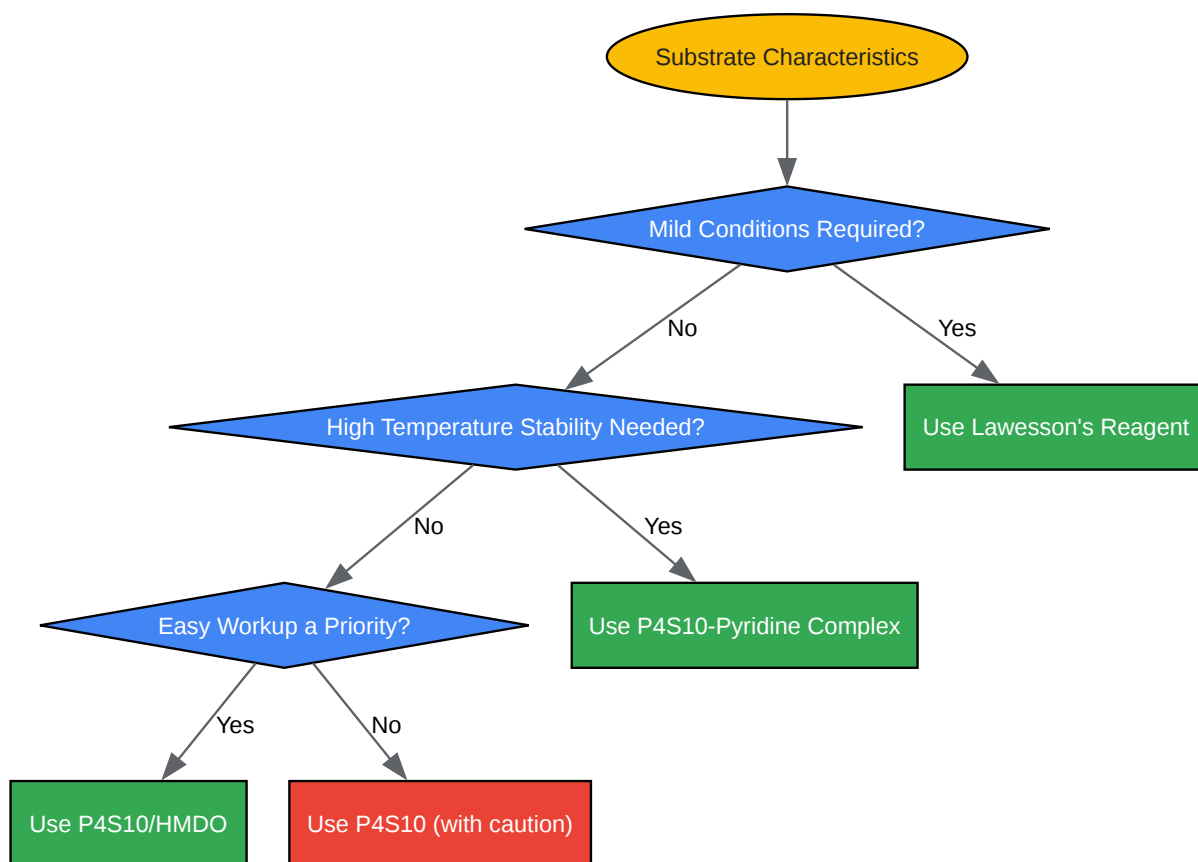 Substrate Characteristics
Mild Conditions Required?
No
Yes
High Temperature Stability Needed?
Use Lawesson's Reagent
No
Yes
Easy Workup a Priority?
Use P4S10-Pyridine Complex
Yes
No
Use P4S10/HMDO
Use P4S10 (with caution)